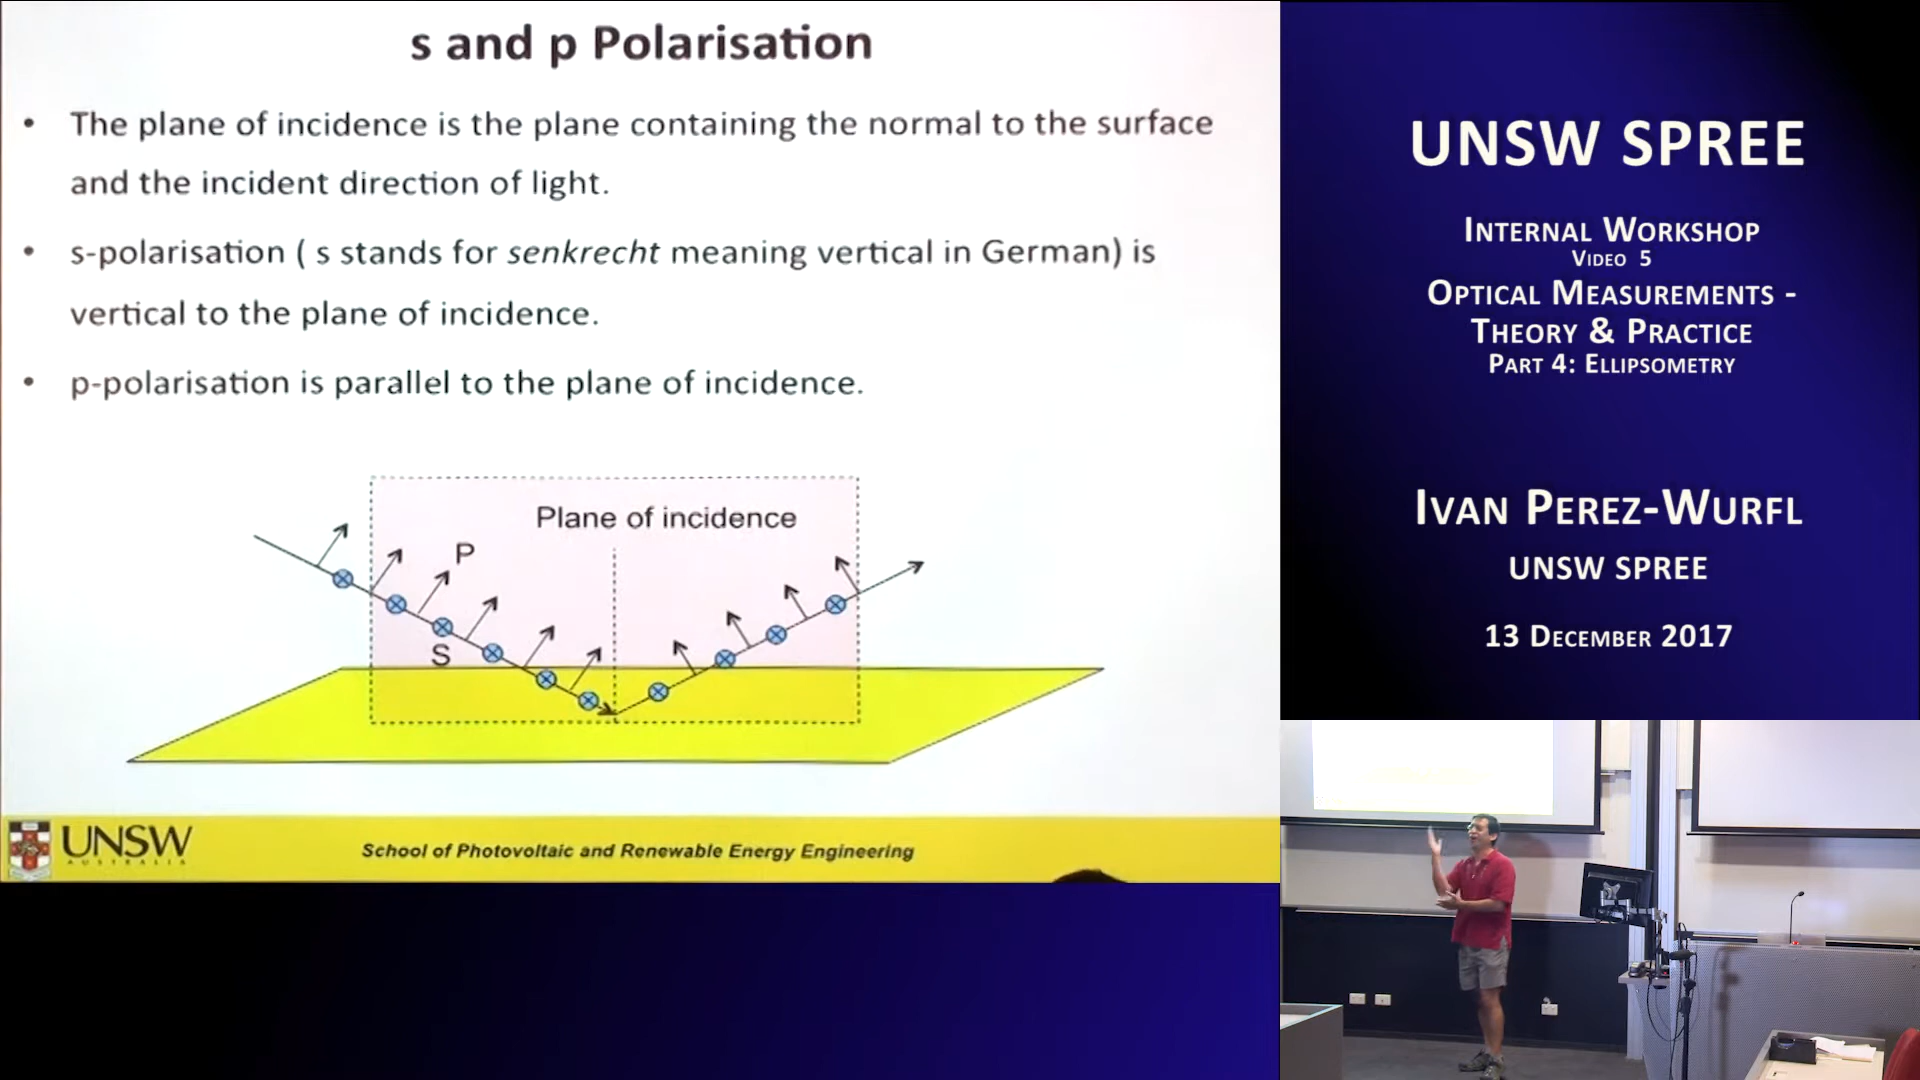 s and p Polarisation
• The plane of incidence is the plane containing the normal to the surface
and the incident direction of light.
• s-polarisation ( s stands for senkrecht meaning vertical in German) is
vertical to the plane of incidence.
• p-polarisation is parallel to the plane of incidence.
Plane of incidence
P
S
UNSW
AUSTRALIA
School of Photovoltaic and Renewable Energy Engineering
UNSW SPREE
Internal Workshop
Video 5
Optical Measurements -
Theory & Practice
Part 4: Ellipsometry
Ivan Perez-Wurfl
UNSW SPREE
13 December 2017